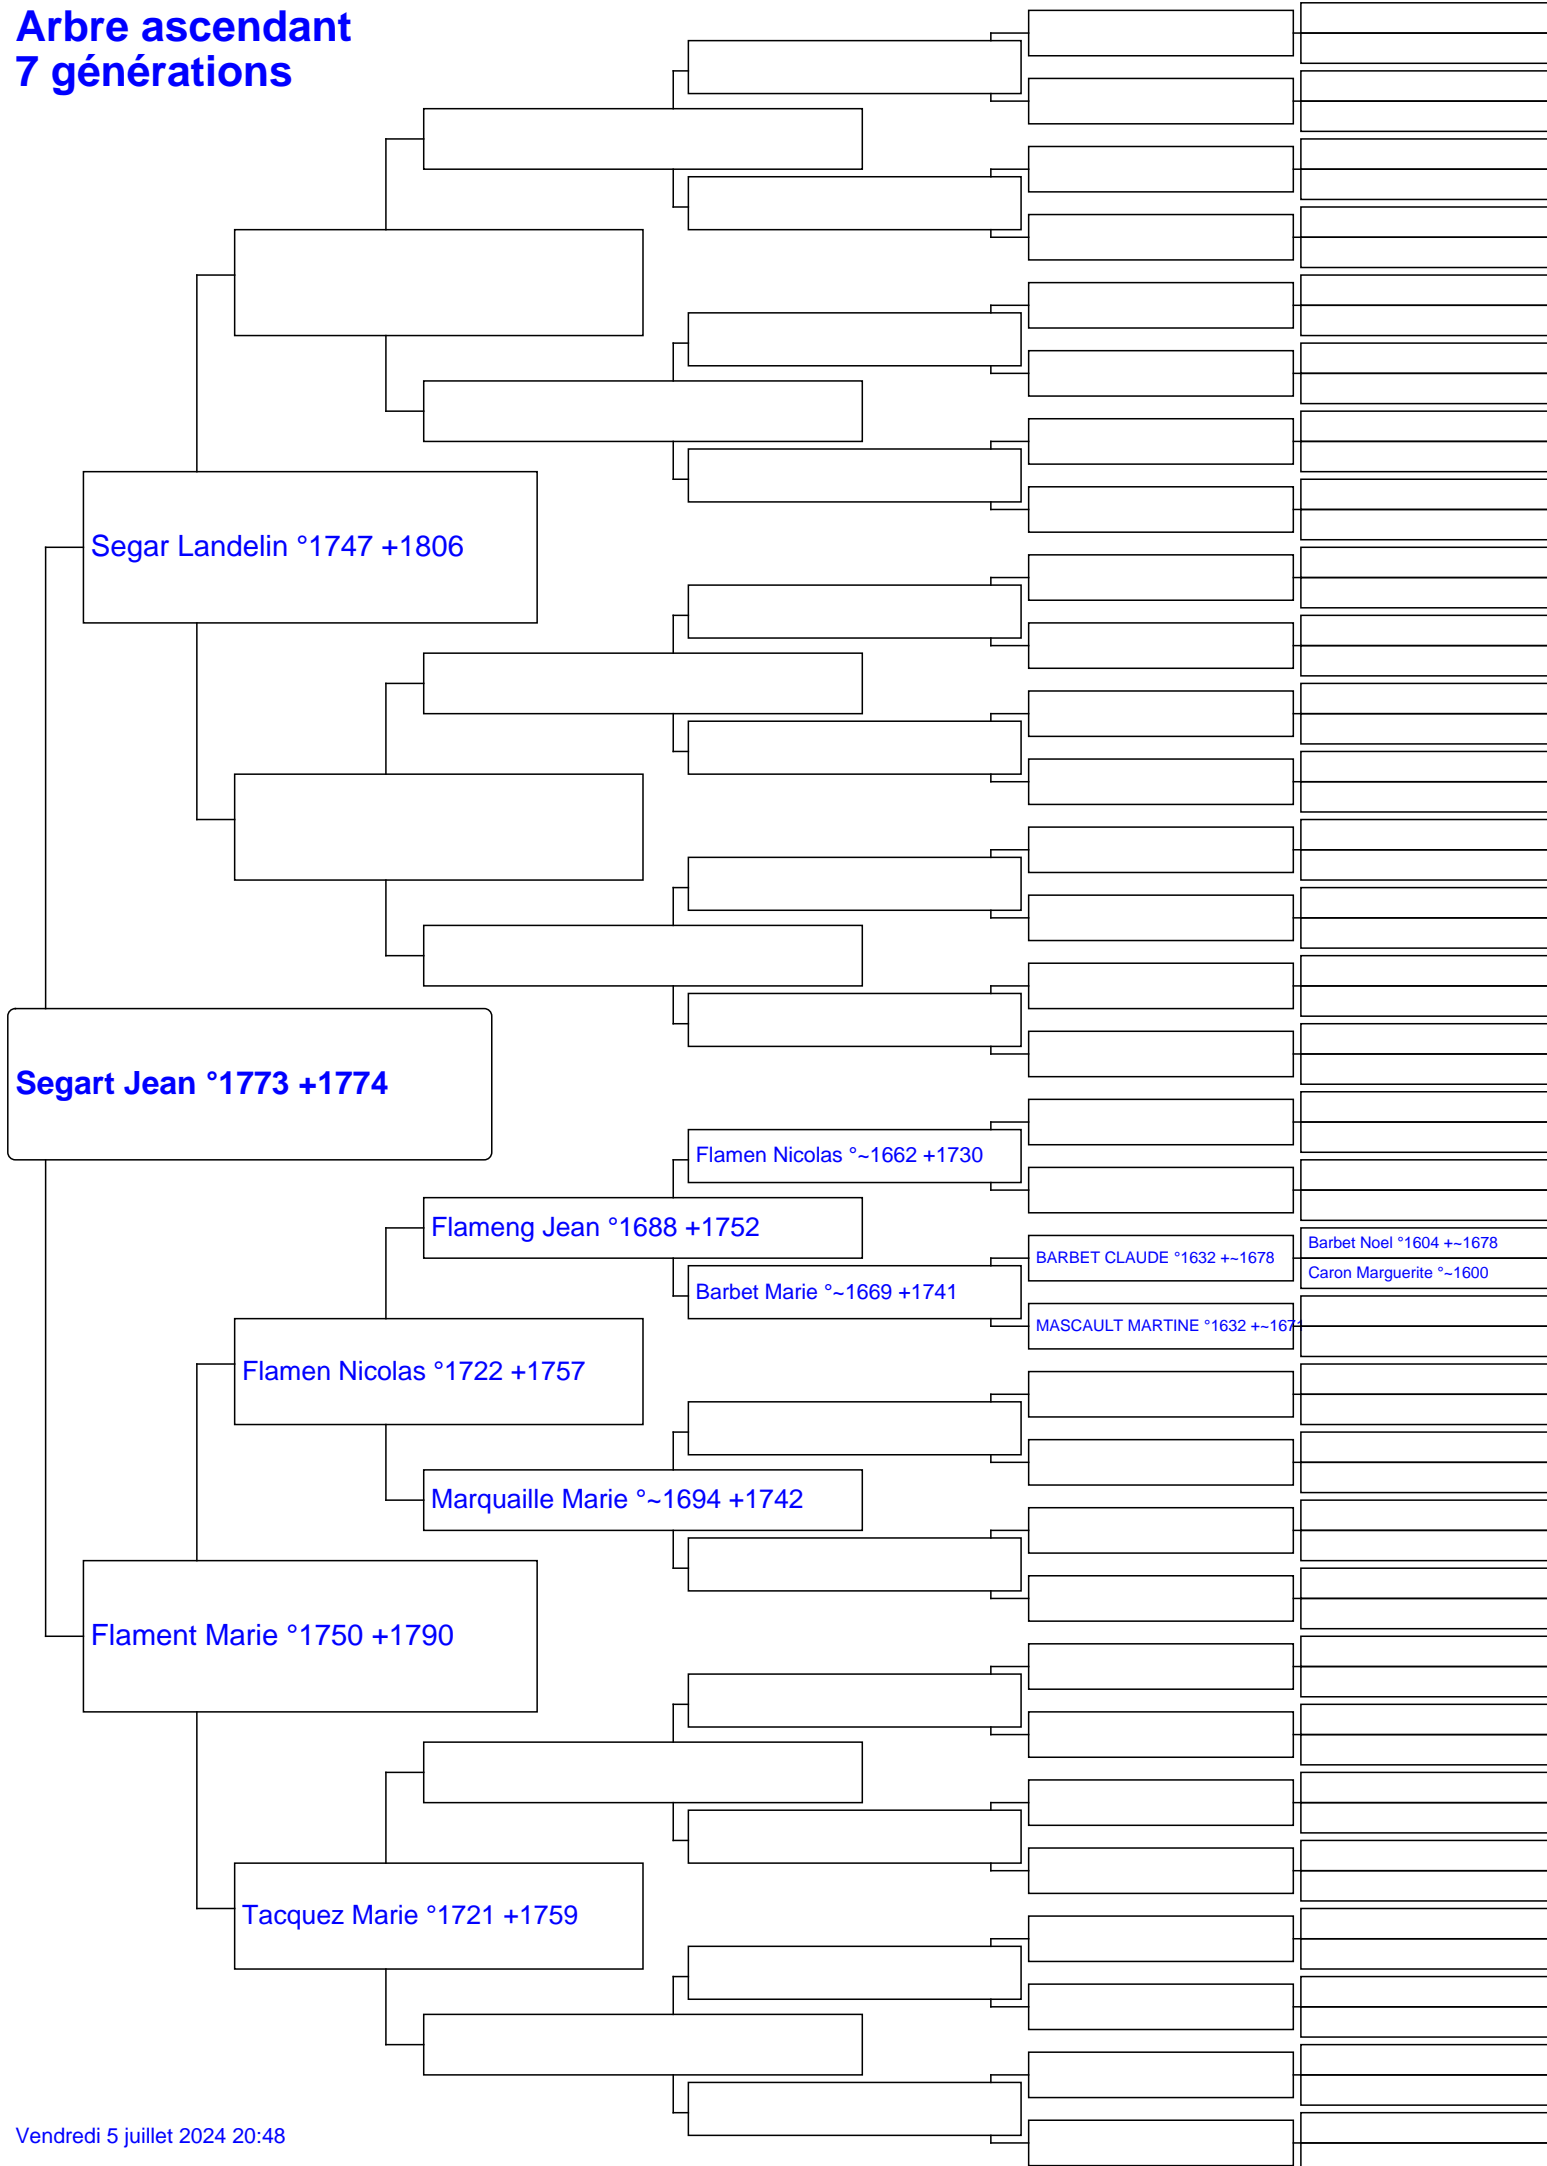 Arbre ascendant
7 générations
Segar Landelin °1747 +1806
Segart Jean °1773 +1774
Flamen Nicolas °~1662 +1730
Flameng Jean °1688 +1752
Barbet Noel °1604 +~1678
BARBET CLAUDE °1632 +~1678
Caron Marguerite °~1600
Barbet Marie °~1669 +1741
MASCAULT MARTINE °1632 +~1671
Flamen Nicolas °1722 +1757
Marquaille Marie °~1694 +1742
Flament Marie °1750 +1790
Tacquez Marie °1721 +1759
Vendredi 5 juillet 2024 20:48